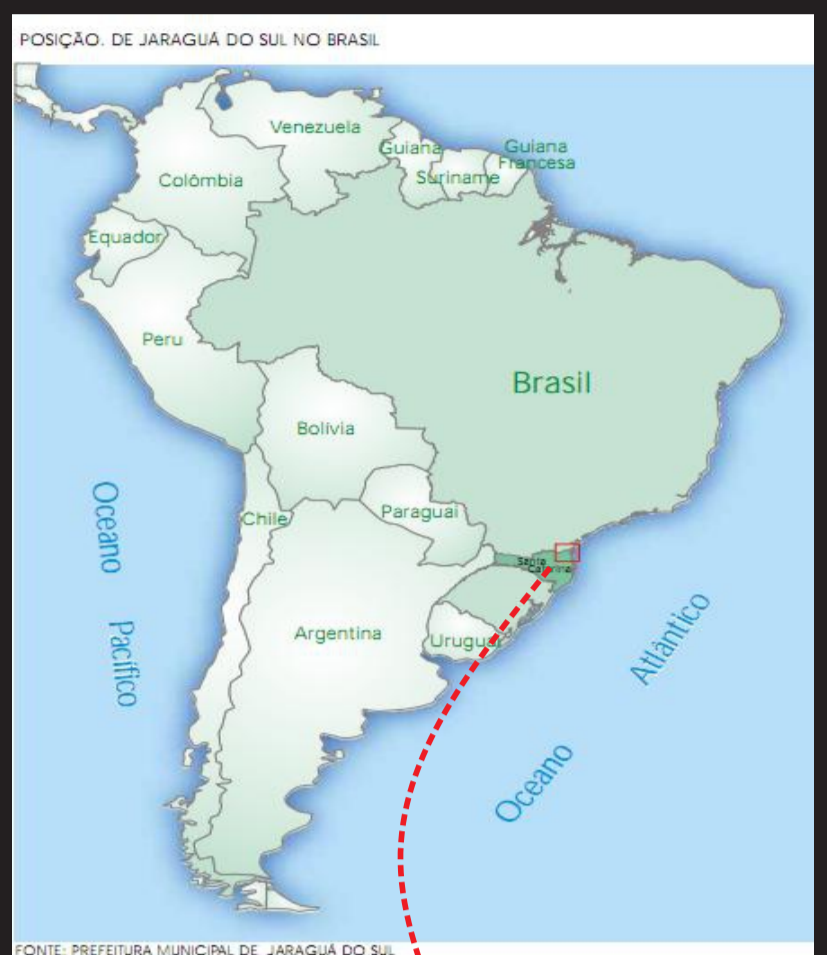 POSIÇÃO. DE JARAGUÁ DO SUL NO BRASIL
Venezuela
Guiana
Guiana
Francesa
Suriname
Colômbia
Equador
Peru
Brasil
Bolívia
Oceano
Pacífico
Chile
Paraguai
Santa
Catarina
Argentina
Uruguai
Oceano
Atlântico
FONTE: PREFEITURA MUNICIPAL DE JARAGUÁ DO SUL